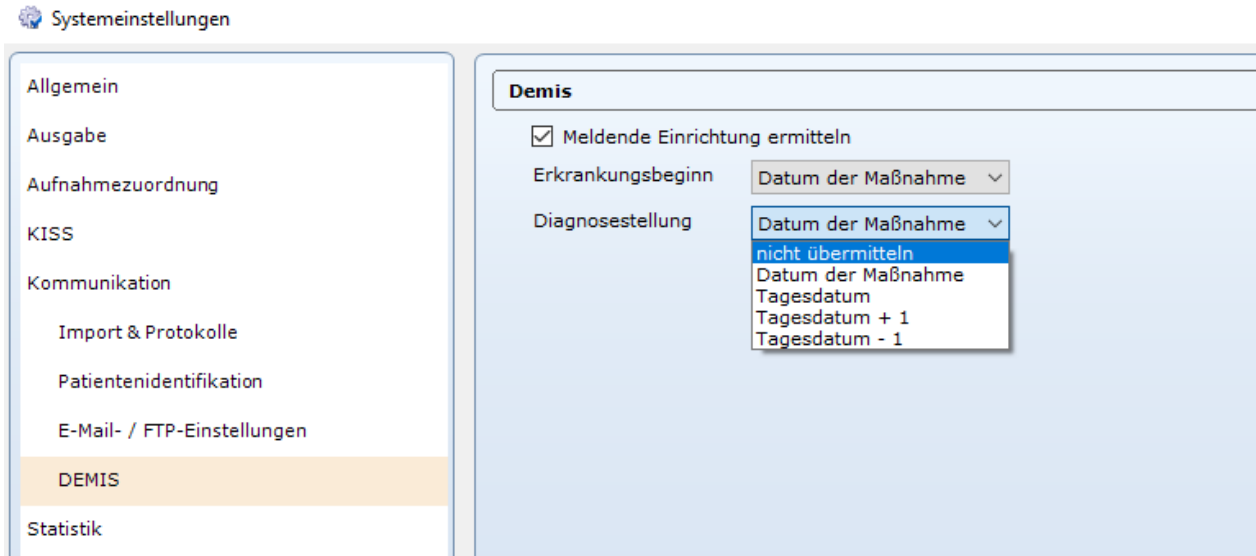 Systemeinstellungen
Allgemein
Ausgabe
Aufnahmezuordnung
KISS
Kommunikation
Import & Protokolle
Patientenidentifikation
E-Mail- / FTP-Einstellungen
DEMIS
Statistik
Demis
Meldende Einrichtung ermitteln
Erkrankungsbeginn Datum der Maßnahme
Diagnosestellung Datum der Maßnahme
nicht übermitteln
Datum der Maßnahme
Tagesdatum
Tagesdatum + 1
Tagesdatum - 1